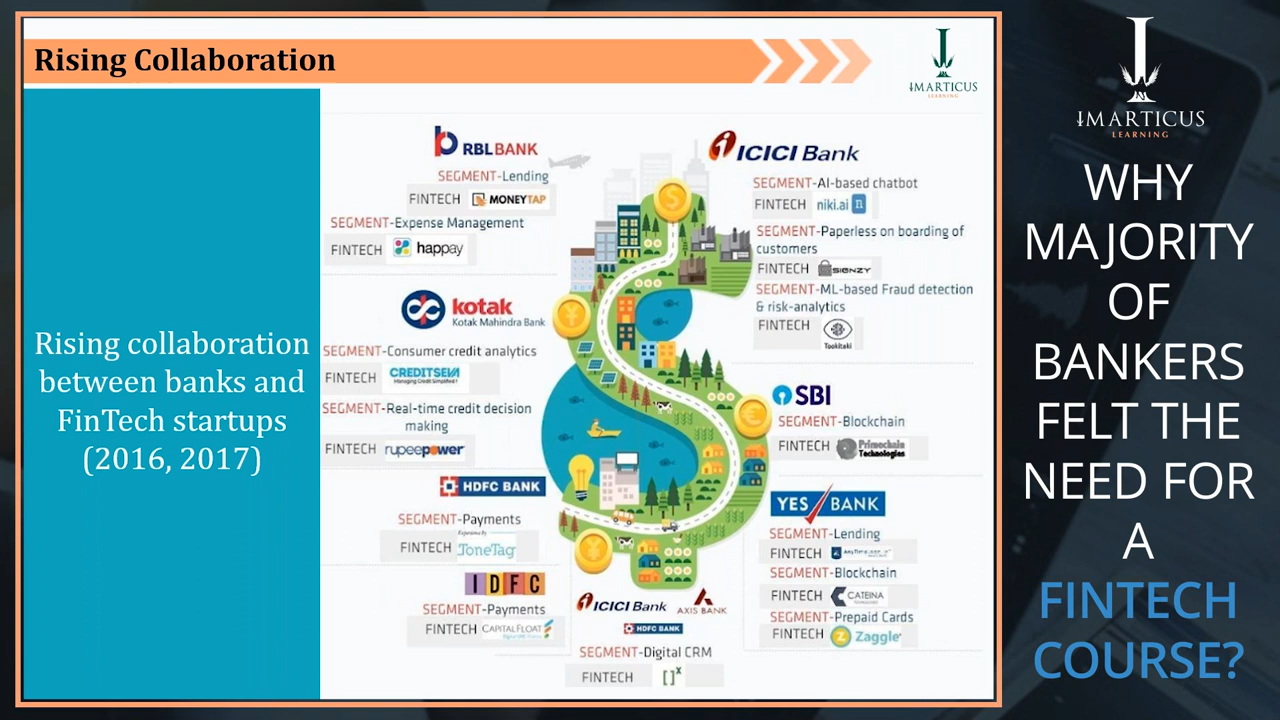 Rising Collaboration
IMARTICUS
LEARNING
Rising collaboration
between banks and
FinTech startups
(2016, 2017)
RBL BANK
SEGMENT-Lending
FINTECH MONEYTAP
SEGMENT-Expense Management
FINTECH happay
kotak
Kotak Mahindra Bank
SEGMENT-Consumer credit analytics
FINTECH CREDITSEVA
Managing Credit Simplified!
SEGMENT-Real-time credit decision
making
FINTECH rupeepower
HDFC BANK
SEGMENT-Payments
FINTECH ToneTag
IDFC
SEGMENT-Payments
FINTECH CAPITAL FLOAT
ICICI Bank
SEGMENT-AI-based chatbot
FINTECH niki.ai n
SEGMENT-Paperless on boarding of
customers
FINTECH SIGNZY
SEGMENT-ML-based Fraud detection
& risk-analytics
FINTECH
Tookitaki
SBI
SEGMENT-Blockchain
FINTECH Primechain
Technologies
YES BANK
SEGMENT-Lending
FINTECH
SEGMENT-Blockchain
FINTECH CATEINA
SEGMENT-Prepaid Cards
FINTECH Zaggle
ICICI Bank AXIS BANK
HDFC BANK
SEGMENT-Digital CRM
FINTECH [ ]x
IMARTICUS
LEARNING
WHY
MAJORITY
OF
BANKERS
FELT THE
NEED FOR
A
FINTECH
COURSE?